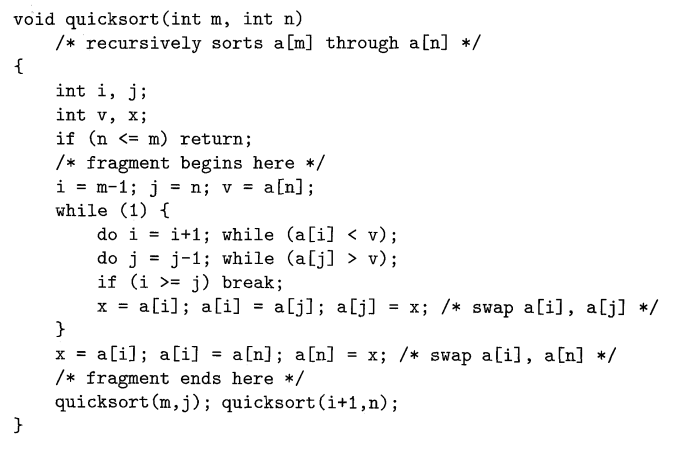 void quicksort(int m, int n)
/* recursively sorts a[m] through a[n] */
{
int i, j;
int v, x;
if (n <= m) return;
/* fragment begins here */
i = m-1; j = n; v = a[n];
while (1) {
do i = i+1; while (a[i] < v);
do j = j-1; while (a[j] > v);
if (i >= j) break;
x = a[i]; a[i] = a[j]; a[j] = x; /* swap a[i], a[j] */
}
x = a[i]; a[i] = a[n]; a[n] = x; /* swap a[i], a[n] */
/* fragment ends here */
quicksort(m,j); quicksort(i+1,n);
}